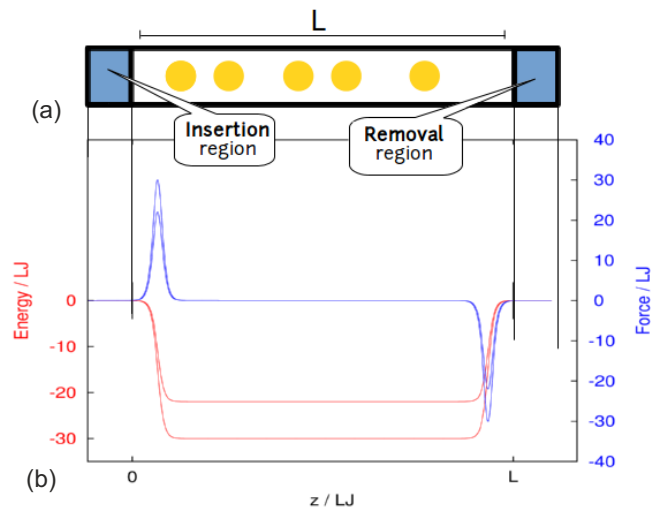 L
(a)
Insertion
region
Removal
region
40
30
20
10
0
-10
-20
-30
-40
Force / LJ
0
-10
-20
-30
Energy / LJ
(b)
0
L
z / LJ